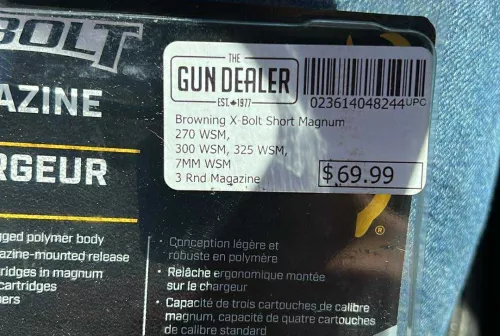 BOLT
AZINE
RGEUR
THE
GUN DEALER
EST. 1977
023614048244 UPC
Browning X-Bolt Short Magnum
270 WSM,
300 WSM, 325 WSM,
7MM WSM
3 Rnd Magazine
$69.99
gged polymer body
azine-mounted release
tridges in magnum
cartridges
bers
· Conception légère et
robuste en polymère
· Relâche ergonomique montée
sur le chargeur
· Capacité de trois cartouches de calibre
magnum, capacité de quatre cartouches
de calibre standard
®